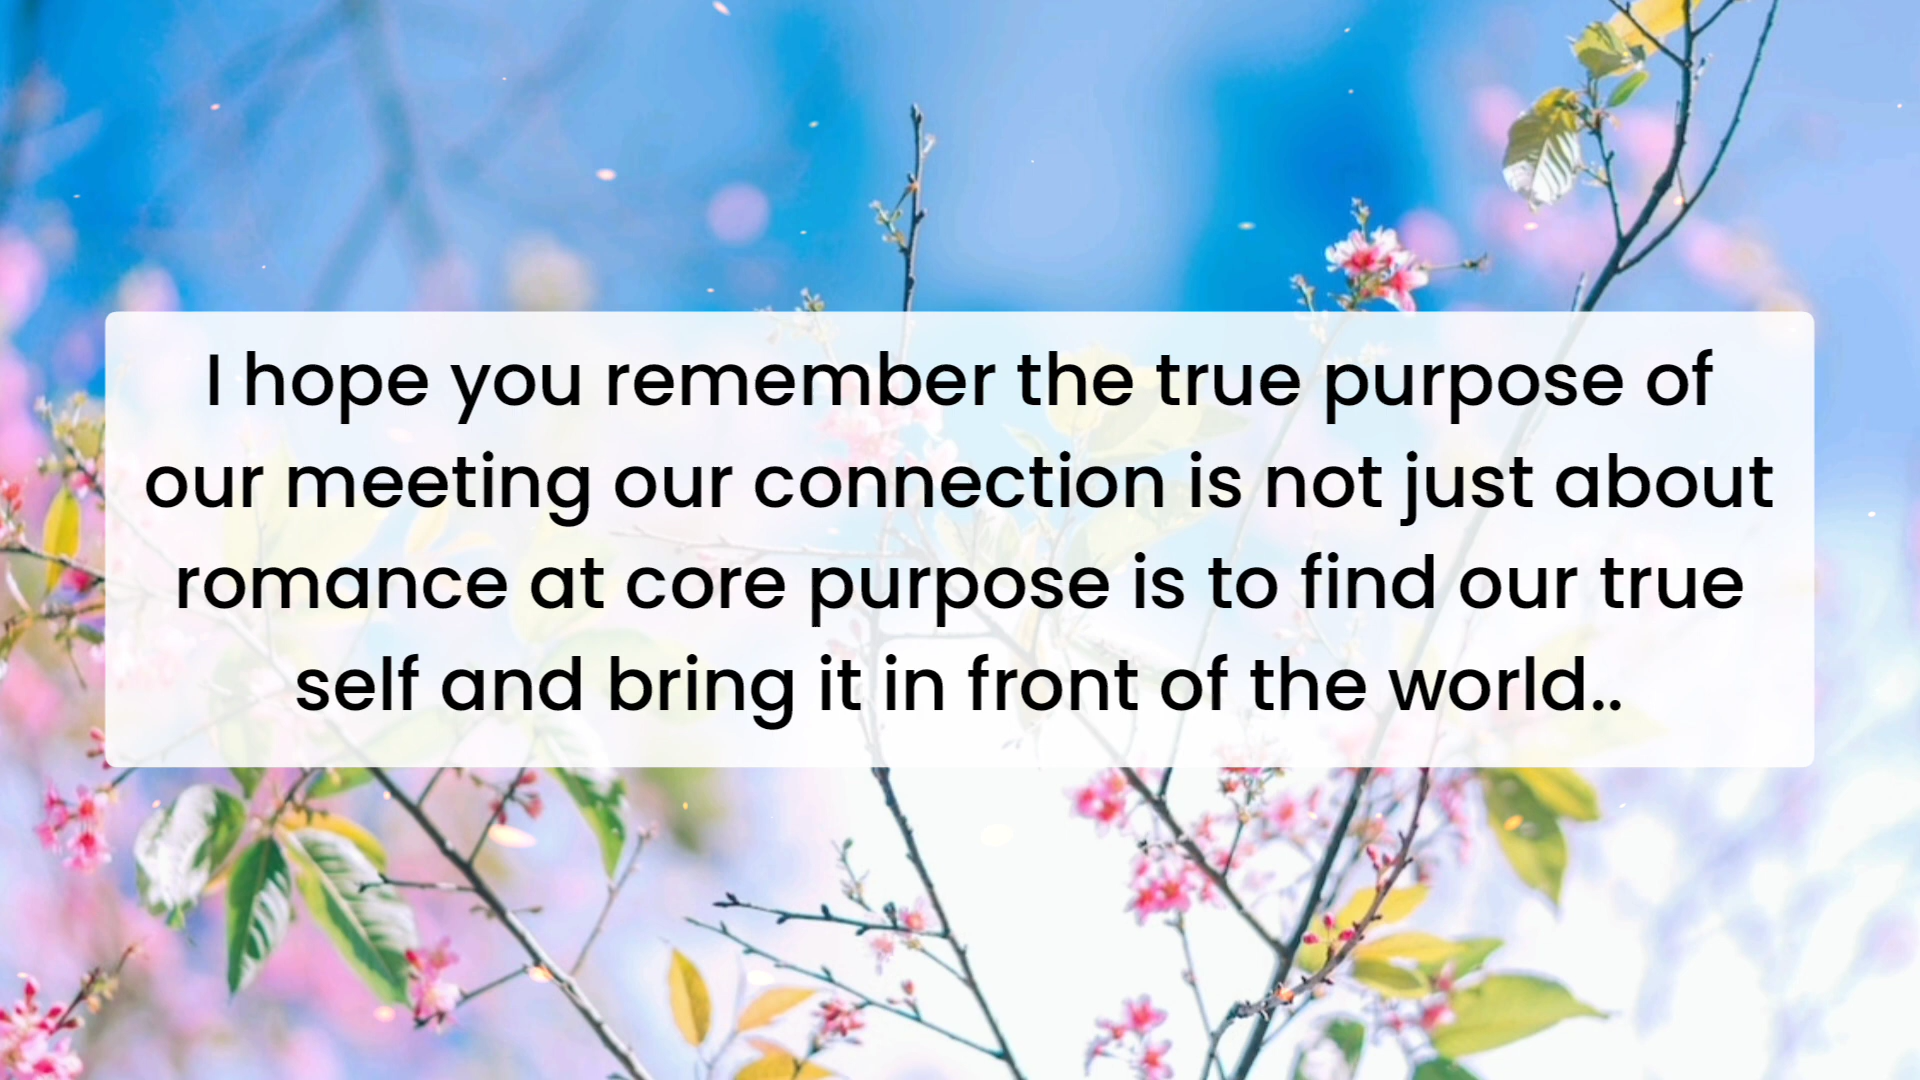 I hope you remember the true purpose of
our meeting our connection is not just about
romance at core purpose is to find our true
self and bring it in front of the world..